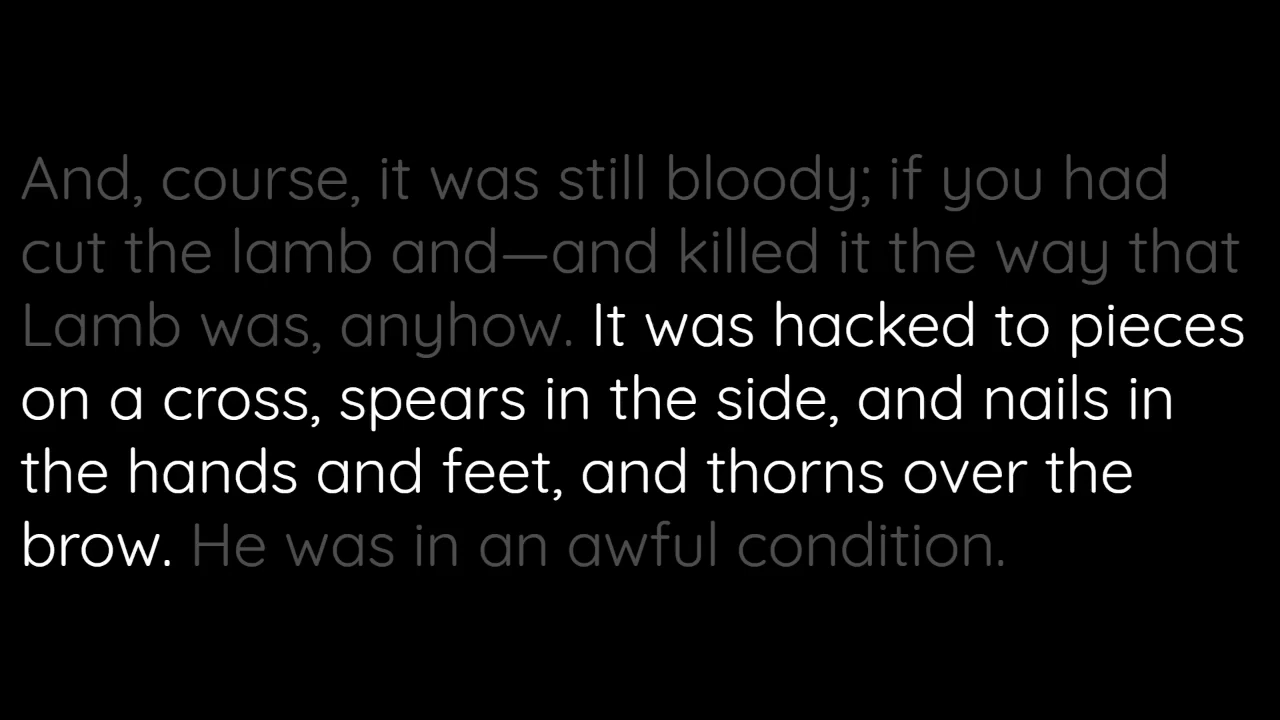 And, course, it was still bloody; if you had
cut the lamb and—and killed it the way that
Lamb was, anyhow. It was hacked to pieces
on a cross, spears in the side, and nails in
the hands and feet, and thorns over the
brow. He was in an awful condition.